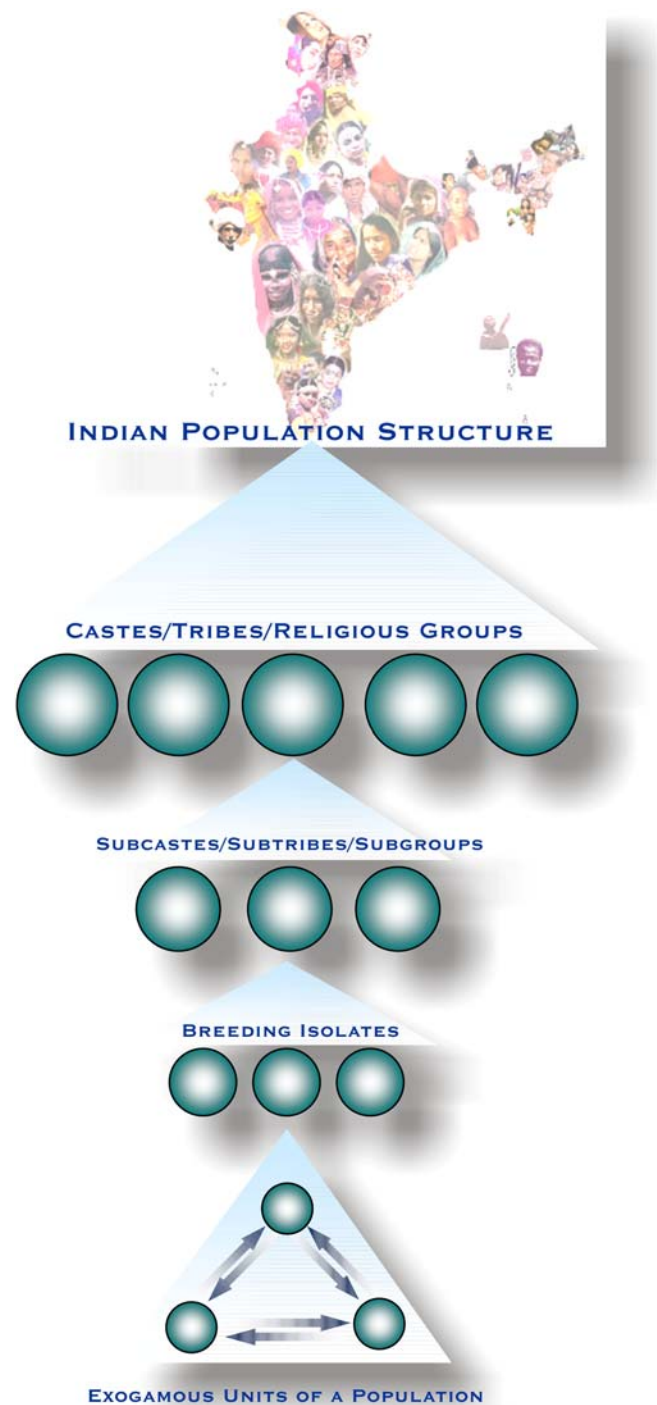 INDIAN POPULATION STRUCTURE
CASTES/TRIBES/RELIGIOUS GROUPS
SUBCASTES/SUBTRIBES/SUBGROUPS
BREEDING ISOLATES
EXOGAMOUS UNITS OF A POPULATION